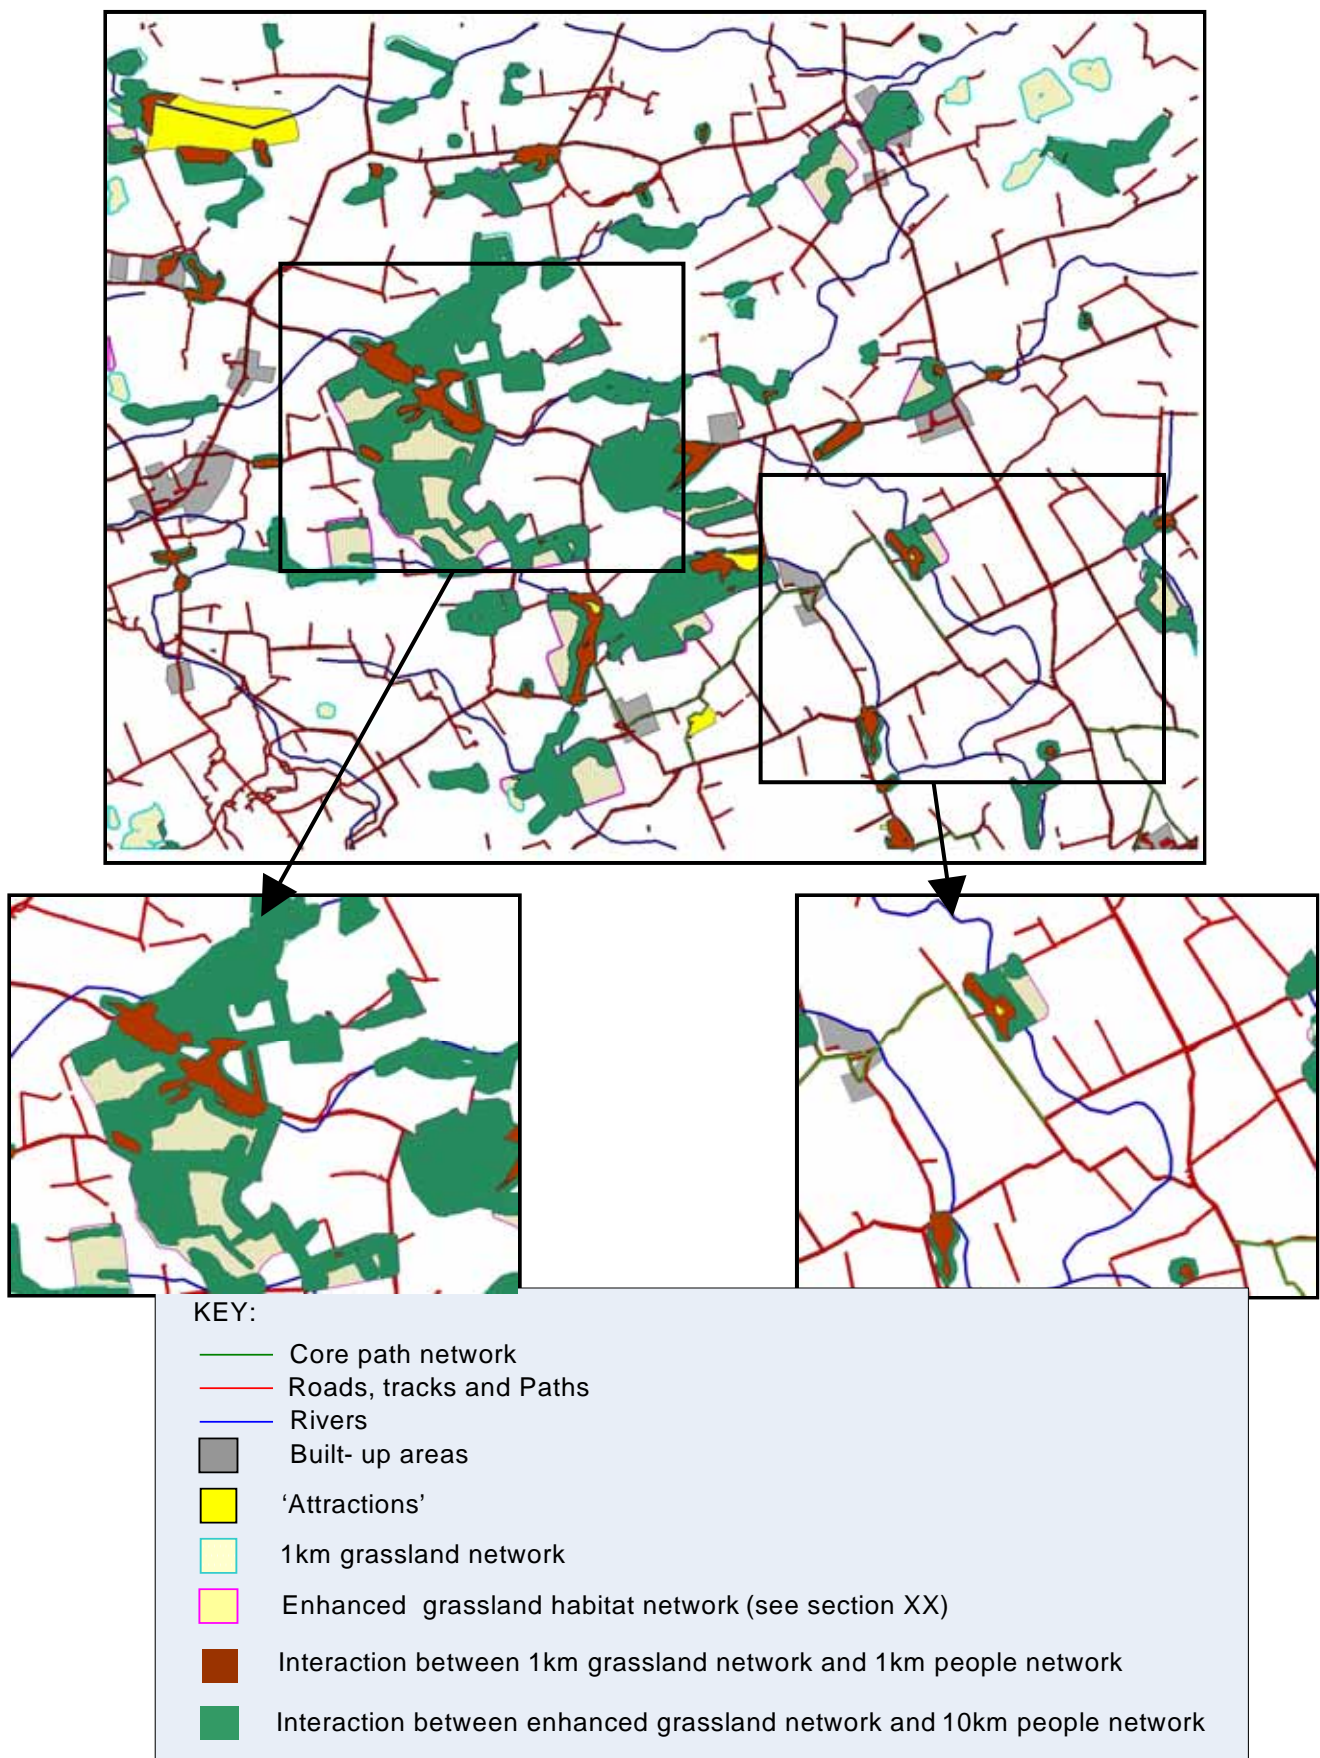 KEY:
Core path network
Roads, tracks and Paths
Rivers
Built- up areas
‘Attractions’
1km grassland network
Enhanced grassland habitat network (see section XX)
Interaction between 1km grassland network and 1km people network
Interaction between enhanced grassland network and 10km people network